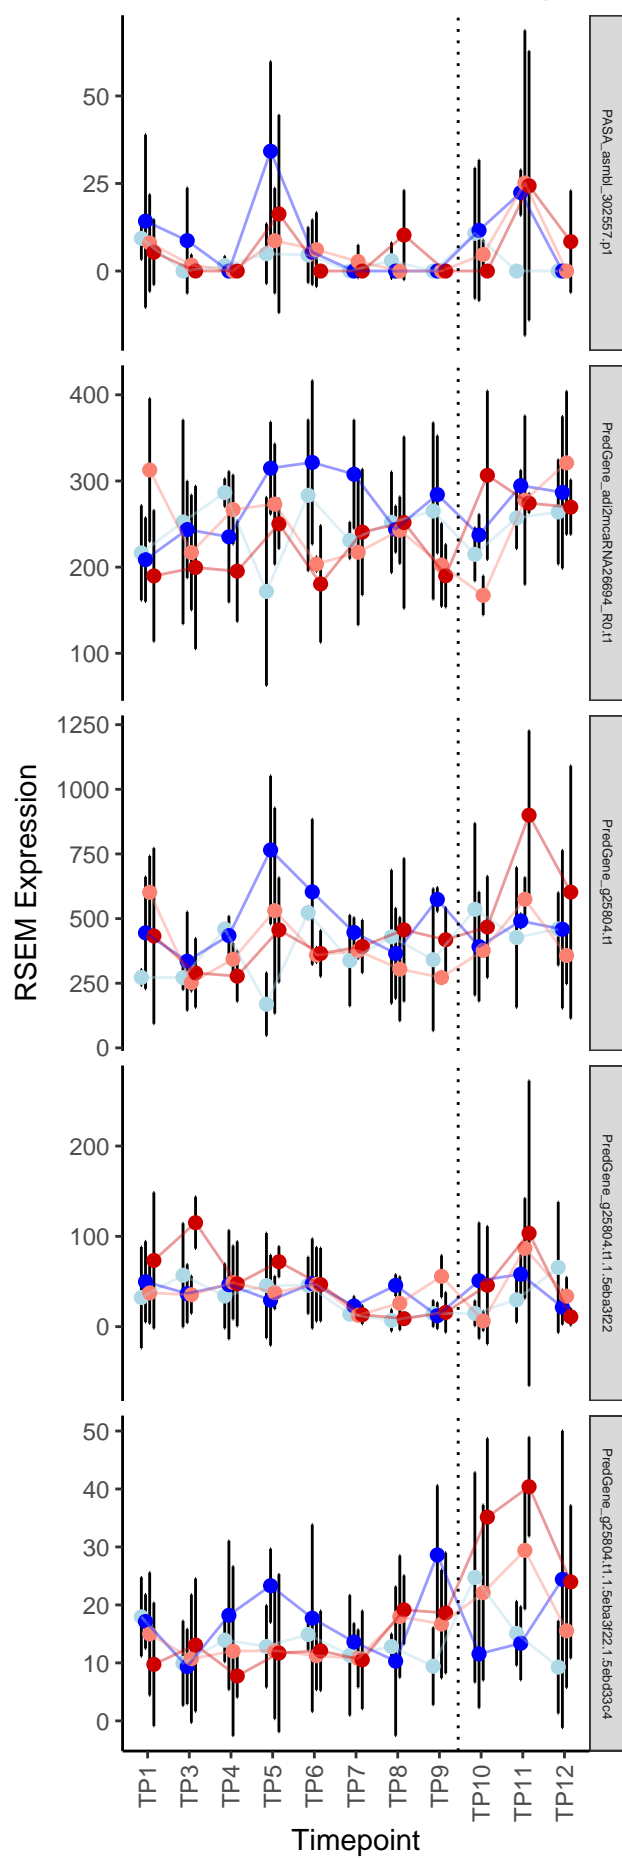 50
25
0
PASA_asmbl_302557.p1
400
300
200
100
PredGene_adi2mcaRNA26694_R0.t1
1250
1000
750
500
250
0
PredGene_g25804.t1
RSEM Expression
200
100
0
PredGene_g25804.t1.1.5eba3f22
50
40
30
20
10
0
PredGene_g25804.t1.1.5eba3f22.1.5ebd33c4
TP1
TP3
TP4
TP5
TP6
TP7
TP8
TP9
TP10
TP11
TP12
Timepoint